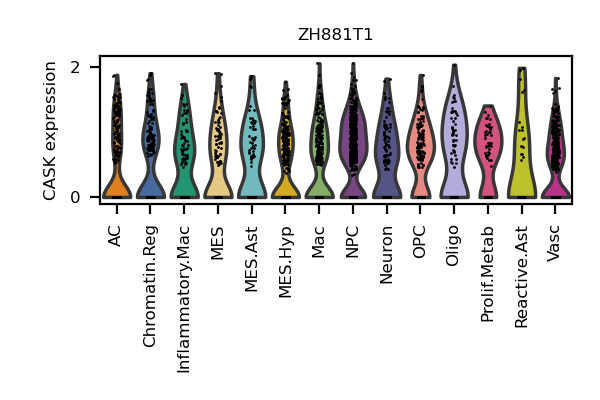 ZH881T1
CASK expression
2
0
AC
Chromatin.Reg
Inflammatory.Mac
MES
MES.Ast
MES.Hyp
Mac
NPC
Neuron
OPC
Oligo
Prolif.Metab
Reactive.Ast
Vasc